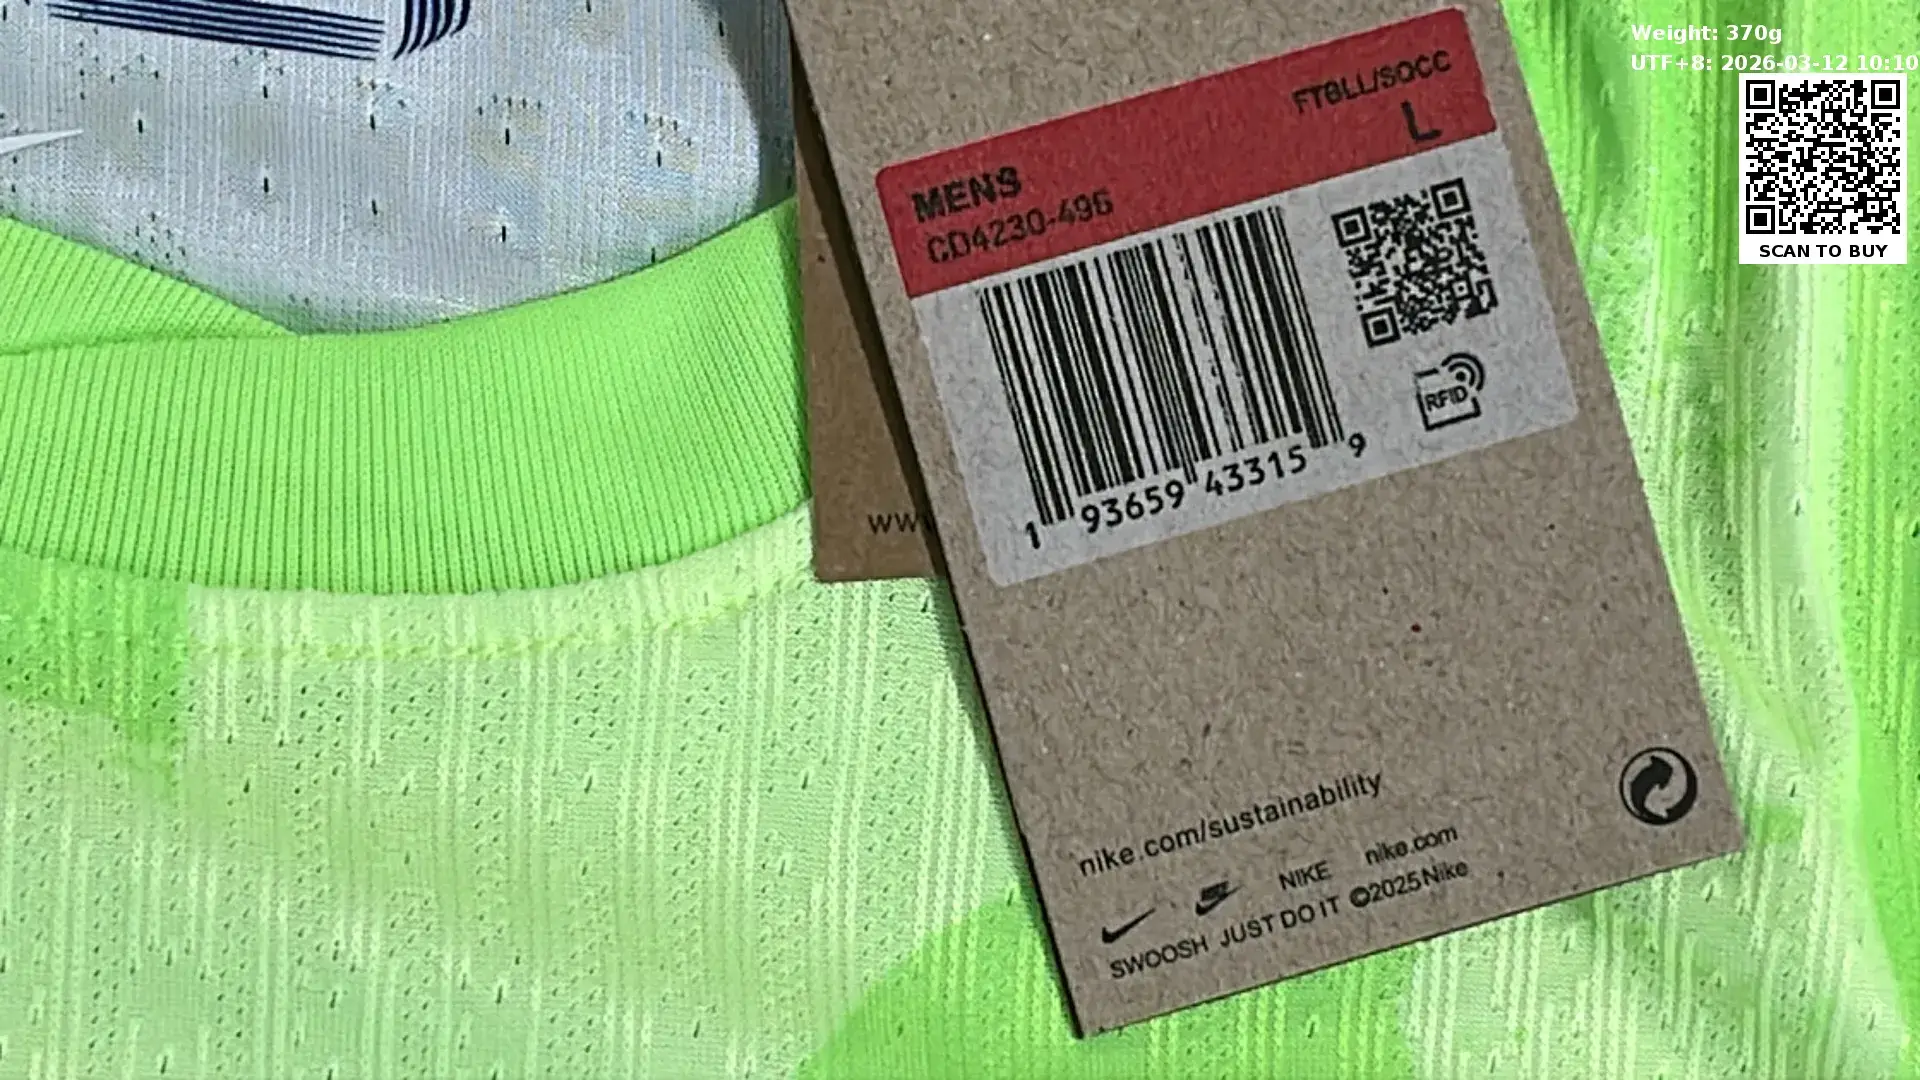 Weight: 370g
UTF+8: 2026-03-12 10:10
SCAN TO BUY
FTBLL/SOCC
L
MENS
CD4230-496
1 93659 43315 9
RFID
nike.com/sustainability
NIKE nike.com
SWOOSH JUST DO IT ©2025 Nike